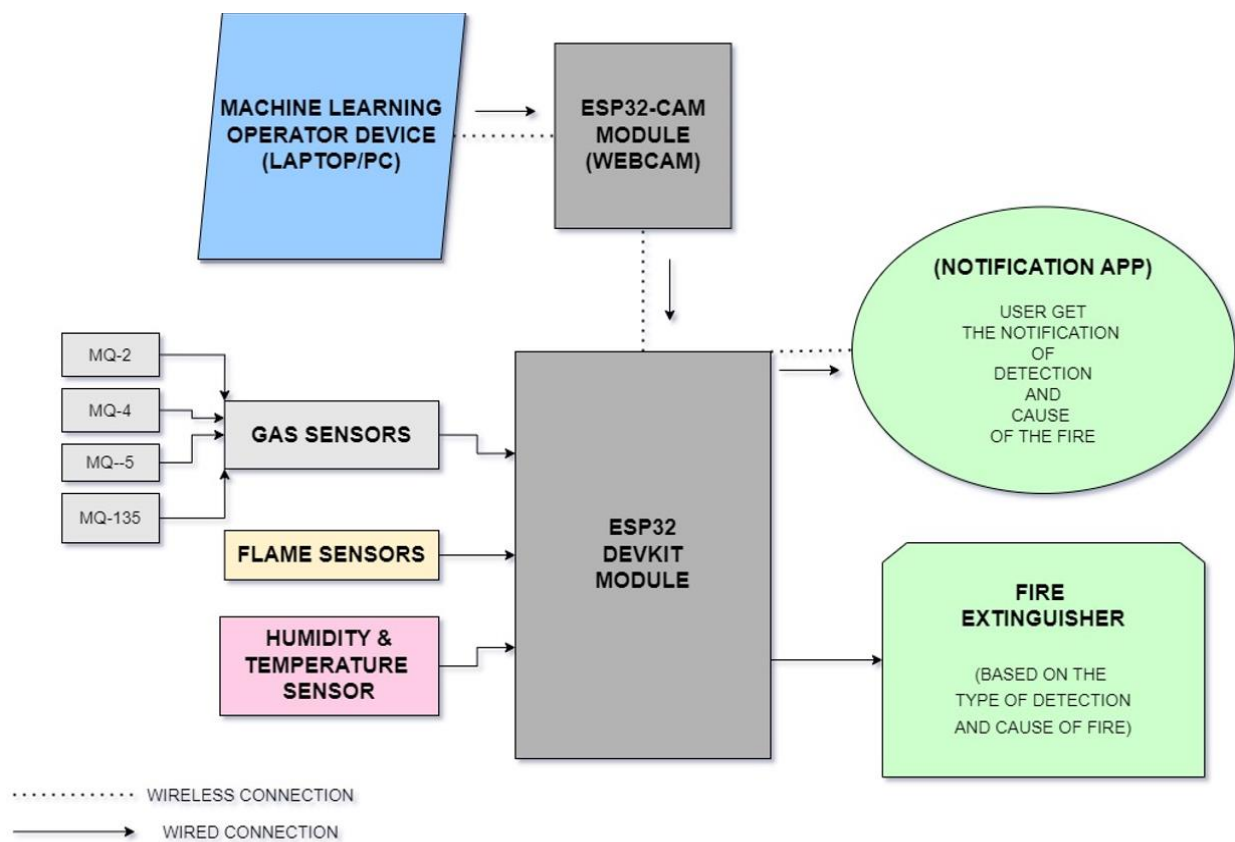 MACHINE LEARNING
OPERATOR DEVICE
(LAPTOP/PC)
ESP32-CAM
MODULE
(WEBCAM)
(NOTIFICATION APP)
USER GET
THE NOTIFICATION
OF
DETECTION
AND
CAUSE
OF THE FIRE
MQ-2
MQ-4
MQ--5
MQ-135
GAS SENSORS
FLAME SENSORS
HUMIDITY &
TEMPERATURE
SENSOR
ESP32
DEVKIT
MODULE
FIRE
EXTINGUISHER
(BASED ON THE
TYPE OF DETECTION
AND CAUSE OF FIRE)
WIRELESS CONNECTION
WIRED CONNECTION